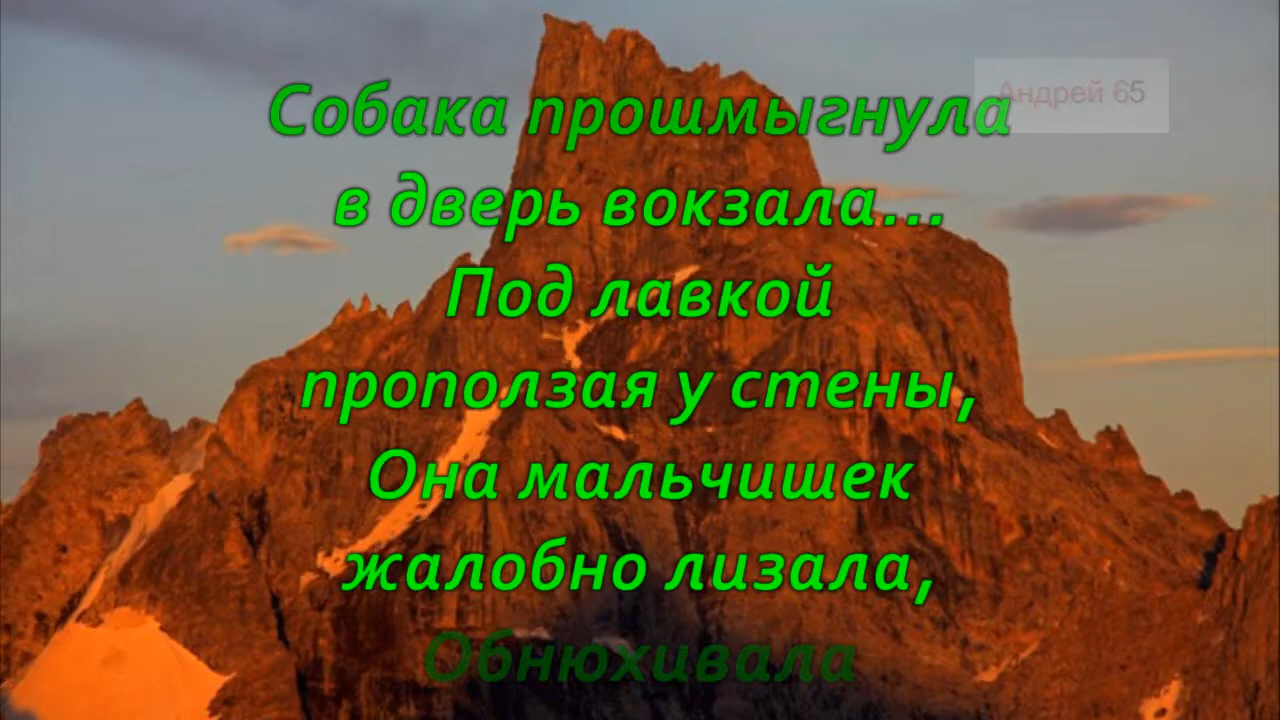 Андрей 65
Собака прошмыгнула
в дверь вокзала...
Под лавкой
проползая у стены,
Она мальчишек
жалобно лизала,
Обнюхивала